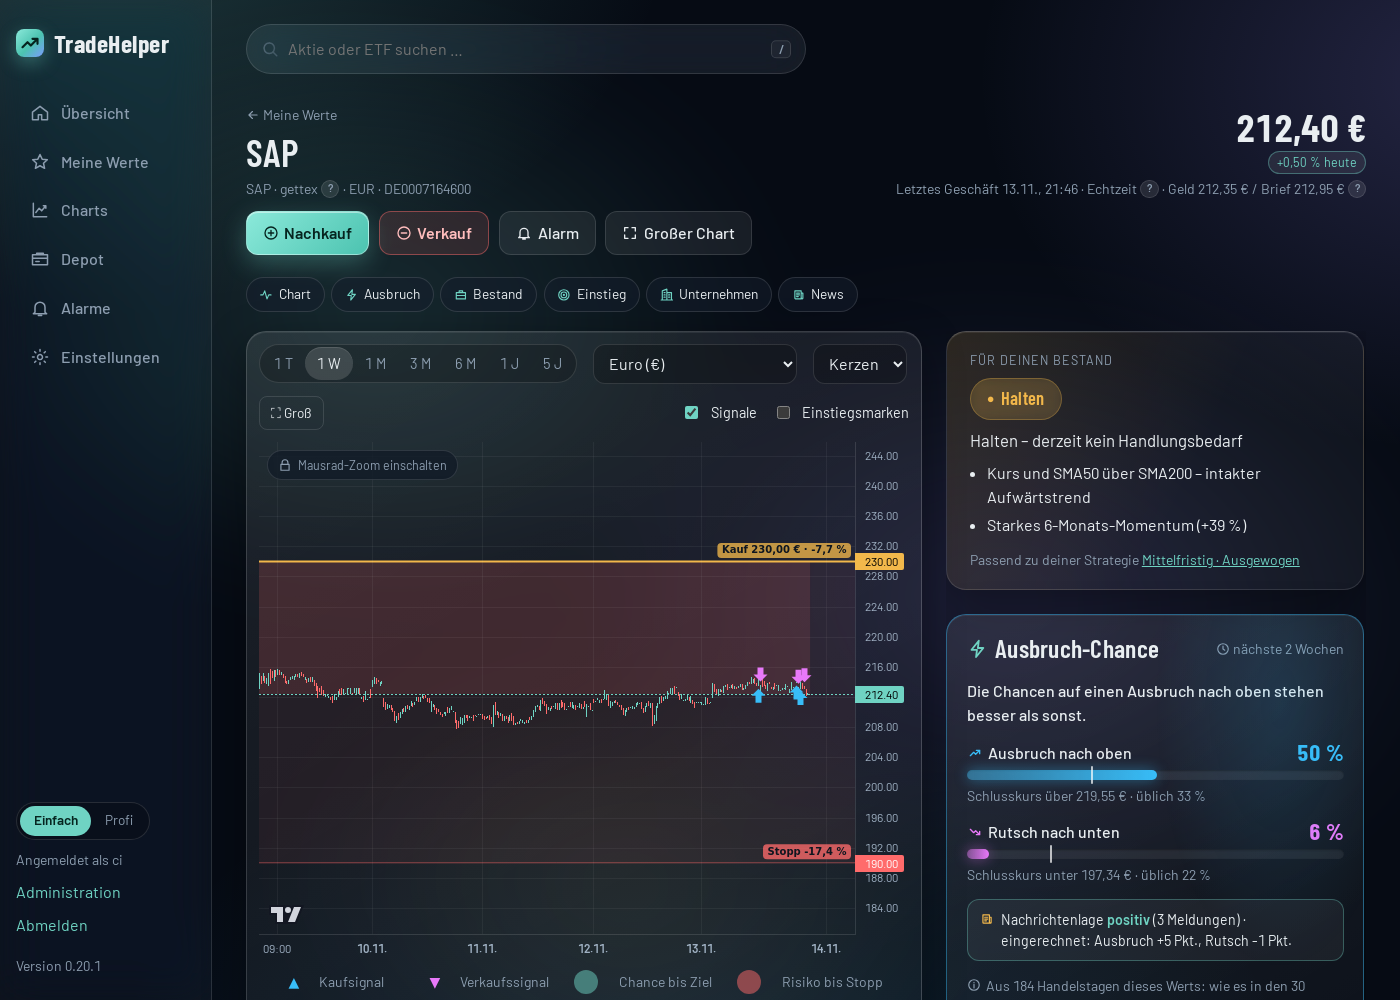 TradeHelper
Übersicht
Meine Werte
Charts
Depot
Alarme
Einstellungen
Einfach Profi
Angemeldet als ci
Administration
Abmelden
Version 0.20.1
Aktie oder ETF suchen … /
← Meine Werte
SAP
SAP · gettex ? · EUR · DE0007164600
212,40 €
+0,50 % heute
Letztes Geschäft 13.11., 21:46 · Echtzeit ? · Geld 212,35 € / Brief 212,95 € ?
Nachkauf Verkauf Alarm Großer Chart
Chart Ausbruch Bestand Einstieg Unternehmen News
1 T 1 W 1 M 3 M 6 M 1 J 5 J Euro (€) Kerzen
Groß Signale Einstiegsmarken
Mausrad-Zoom einschalten
244.00
240.00
236.00
232.00
Kauf 230,00 € · -7,7 %
230.00
228.00
224.00
220.00
216.00
212.40
208.00
204.00
200.00
196.00
192.00
Stopp -17,4 %
190.00
188.00
184.00
09:00 10.11. 11.11. 12.11. 13.11. 14.11.
Kaufsignal Verkaufssignal Chance bis Ziel Risiko bis Stopp
FÜR DEINEN BESTAND
Halten
Halten – derzeit kein Handlungsbedarf
• Kurs und SMA50 über SMA200 – intakter
Aufwärtstrend
• Starkes 6-Monats-Momentum (+39 %)
Passend zu deiner Strategie Mittelfristig · Ausgewogen
Ausbruch-Chance
nächste 2 Wochen
Die Chancen auf einen Ausbruch nach oben stehen
besser als sonst.
Ausbruch nach oben 50 %
Schlusskurs über 219,55 € · üblich 33 %
Rutsch nach unten 6 %
Schlusskurs unter 197,34 € · üblich 22 %
Nachrichtenlage positiv (3 Meldungen) ·
eingerechnet: Ausbruch +5 Pkt., Rutsch -1 Pkt.
Aus 184 Handelstagen dieses Werts: wie es in den 30